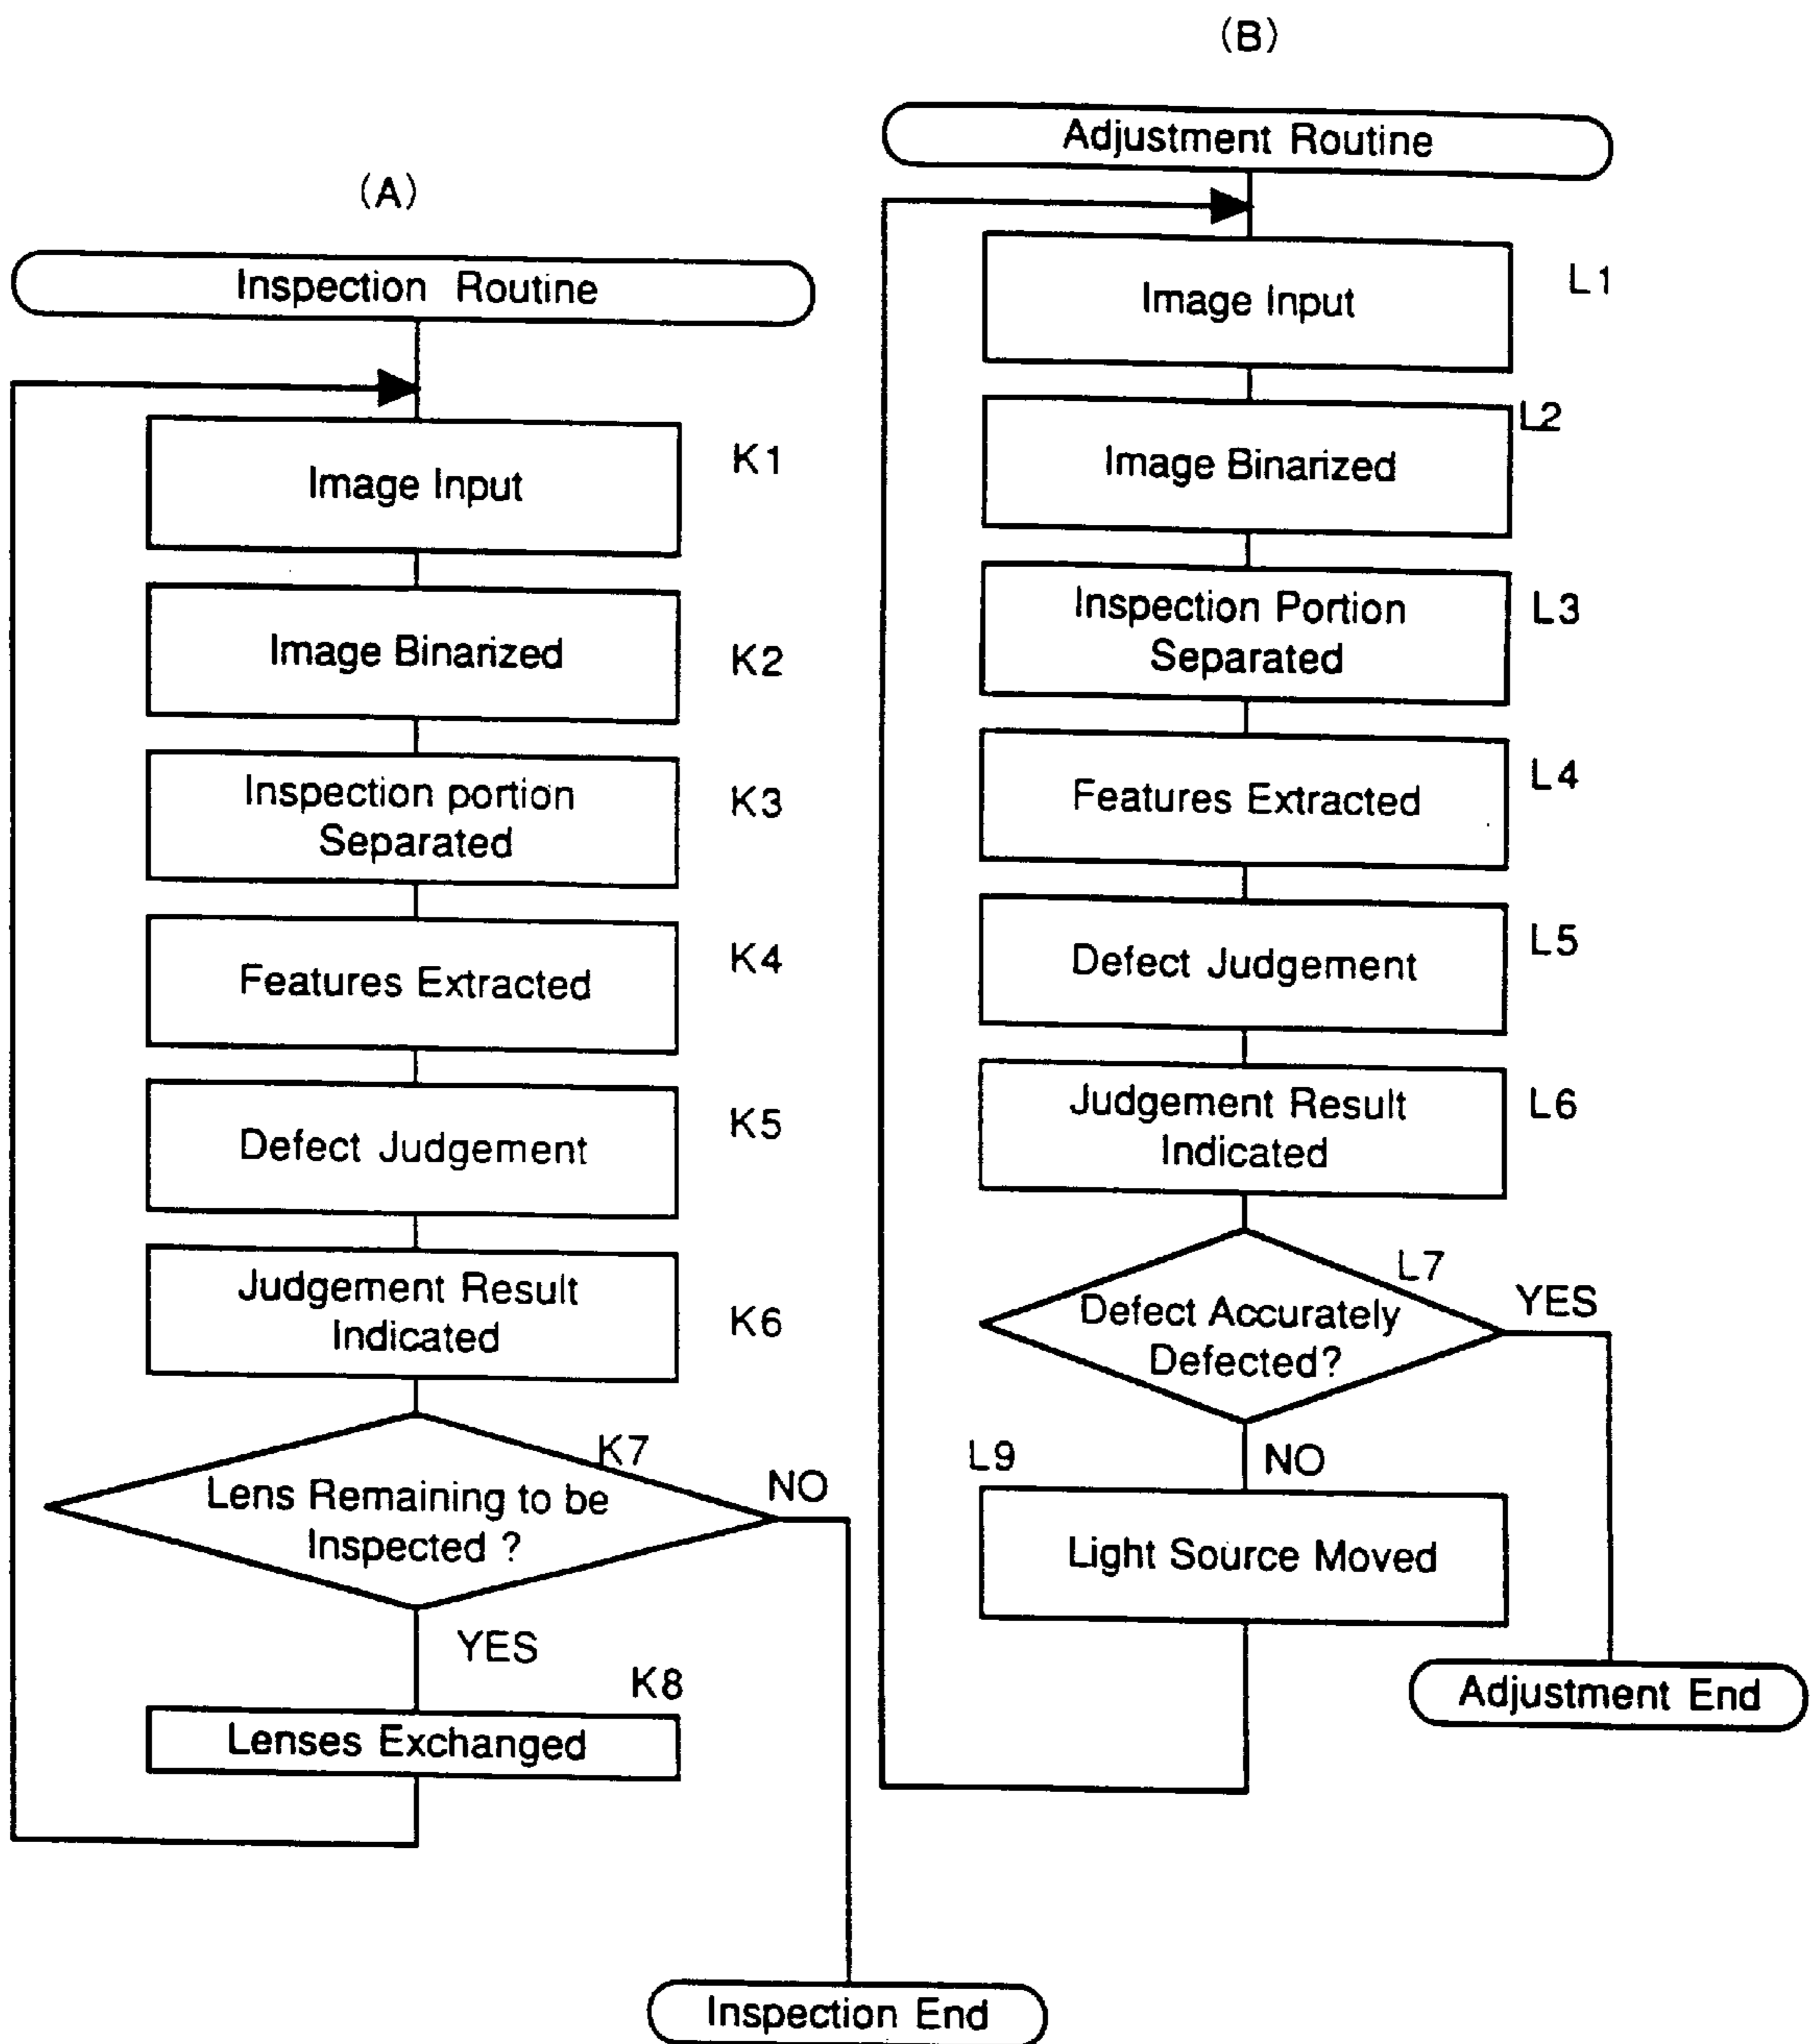 (A)
Inspection Routine
Image Input
K1
Image Binarized
K2
Inspection portion
Separated
K3
Features Extracted
K4
Defect Judgement
K5
Judgement Result
Indicated
K6
K7
Lens Remaining to be
Inspected ?
NO
YES
K8
Lenses Exchanged
Inspection End
(B)
Adjustment Routine
Image Input
L1
Image Binarized
L2
Inspection Portion
Separated
L3
Features Extracted
L4
Defect Judgement
L5
Judgement Result
Indicated
L6
L7
Defect Accurately
Defected?
YES
NO
L9
Light Source Moved
Adjustment End